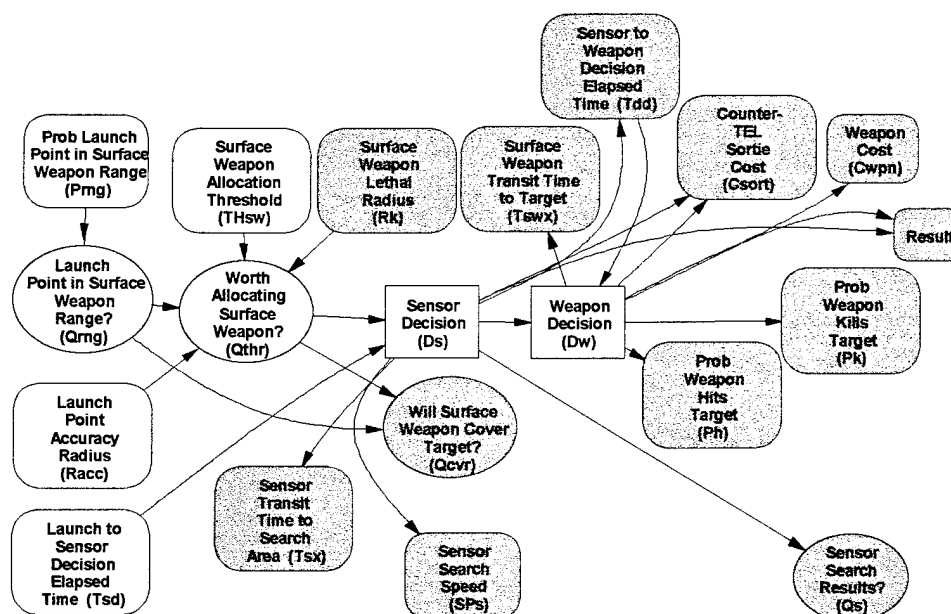 Sensor to
Weapon
Decision
Elapsed
Time (Tdd)
Counter-
TEL
Sortie
Cost
(Csort)
Weapon
Cost
(Cwpn)
Prob Launch
Point in Surface
Weapon Range
(Prng)
Surface
Weapon
Allocation
Threshold
(THsw)
Surface
Weapon
Lethal
Radius
(Rk)
Surface
Weapon
Transit Time
to Target
(Tswx)
Result
Launch
Point in Surface
Weapon
Range?
(Qrng)
Worth
Allocating
Surface
Weapon?
(Qthr)
Sensor
Decision
(Ds)
Weapon
Decision
(Dw)
Prob
Weapon
Kills
Target
(Pk)
Prob
Weapon
Hits
Target
(Ph)
Launch
Point
Accuracy
Radius
(Racc)
Will Surface
Weapon Cover
Target?
(Qcvr)
Sensor
Transit
Time to
Search
Area (Tsx)
Launch to
Sensor
Decision
Elapsed
Time (Tsd)
Sensor
Search
Speed
(SPs)
Sensor
Search
Results?
(Qs)